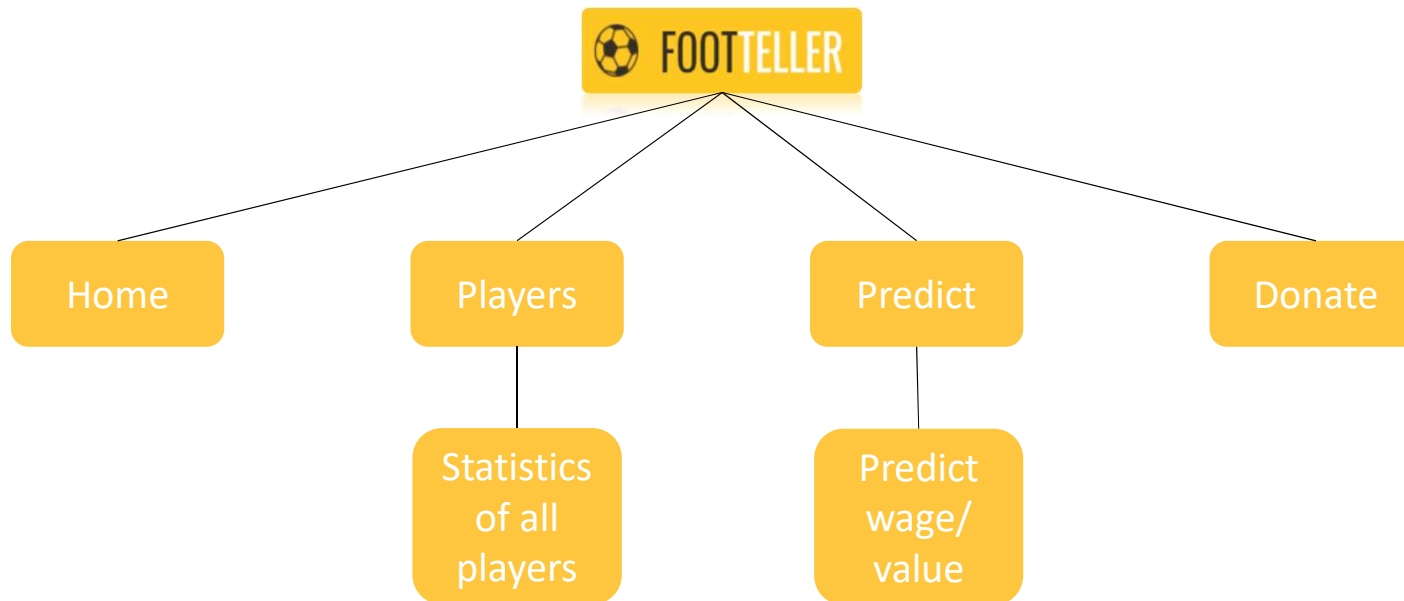 FOOTTELLER
Home
Players
Predict
Donate
Statistics
of all
players
Predict
wage/
value